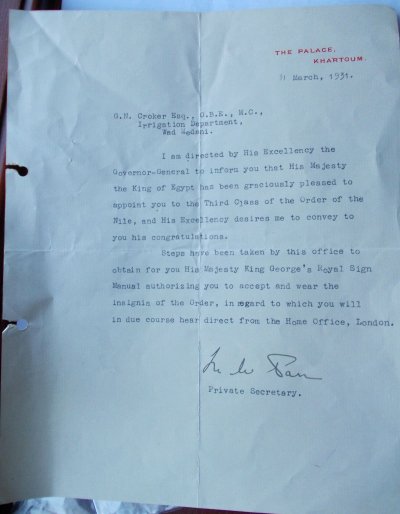 THE PALACE,
KHARTOUM.
11 March, 1931.
G.N. Croker Esq., O.B.E., M.C.,
Irrigation Department,
Wad Medani.
I am directed by His Excellency the
Governor-General to inform you that His Majesty
the King of Egypt has been graciously pleased to
appoint you to the Third Class of the Order of the
Nile, and His Excellency desires me to convey to
you his congratulations.
Steps have been taken by this office to
obtain for you His Majesty King George's Royal Sign
Manual authorizing you to accept and wear the
insignia of the Order, in regard to which you will
in due course hear direct from the Home Office, London.
Private Secretary.